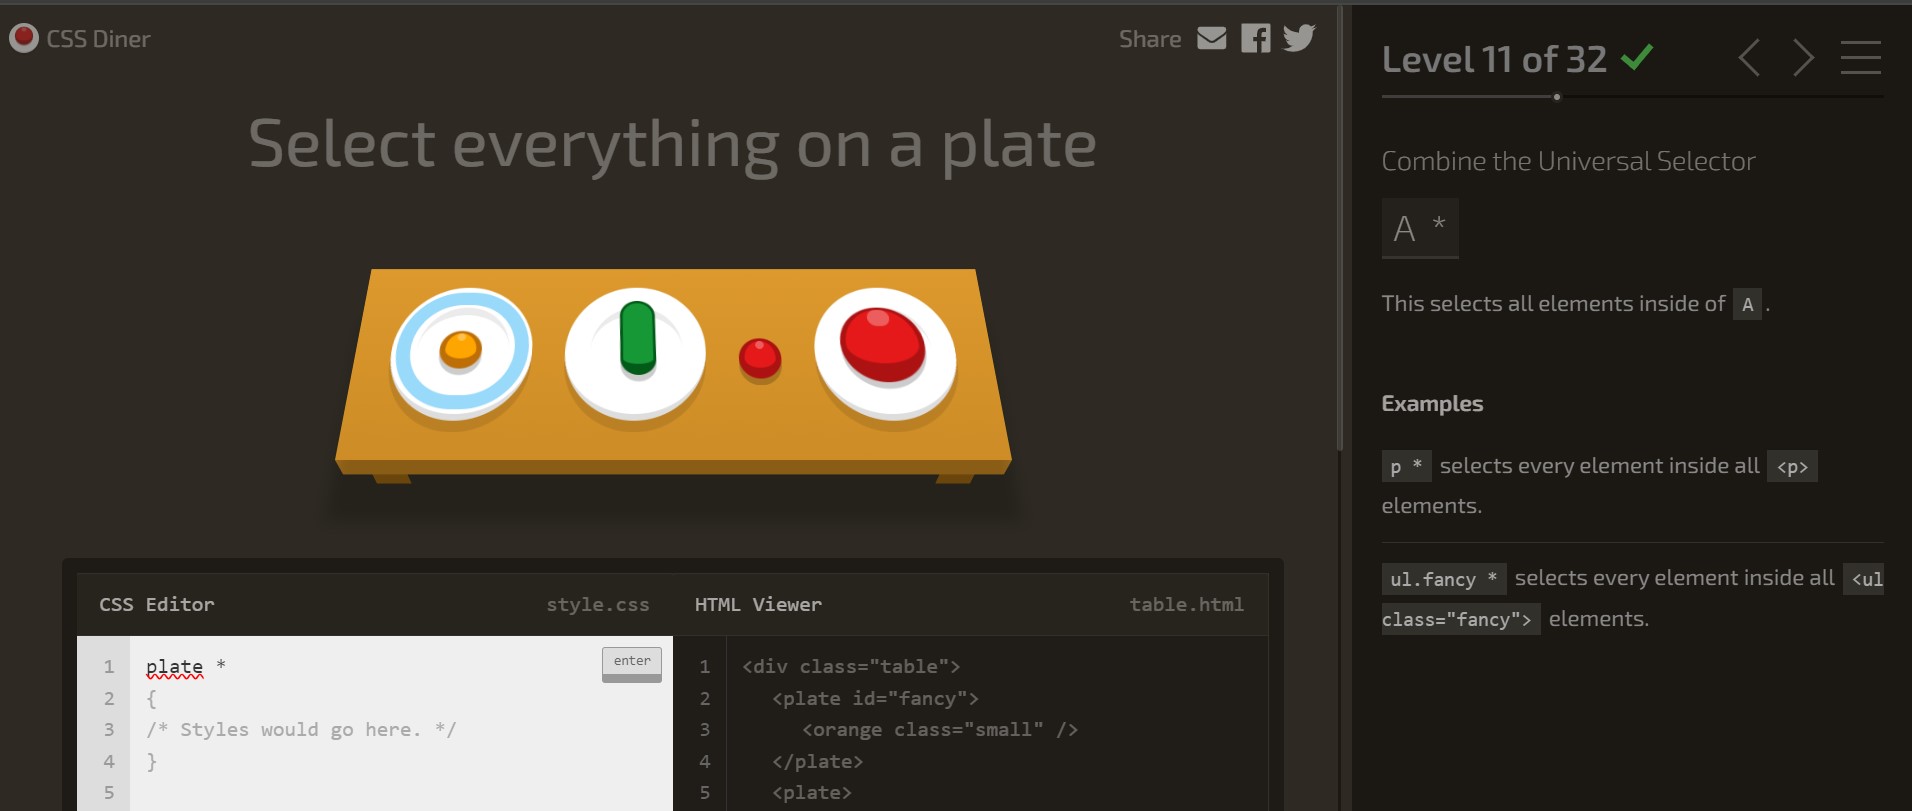 CSS Diner
Share
Select everything on a plate
CSS Editor style.css
1 plate *
enter
2 {
3 /* Styles would go here. */
4 }
5
HTML Viewer table.html
1 <div class="table">
2 <plate id="fancy">
3 <orange class="small" />
4 </plate>
5 <plate>
Level 11 of 32
Combine the Universal Selector
A *
This selects all elements inside of A .
Examples
p * selects every element inside all <p>
elements.
ul.fancy * selects every element inside all <ul
class="fancy"> elements.